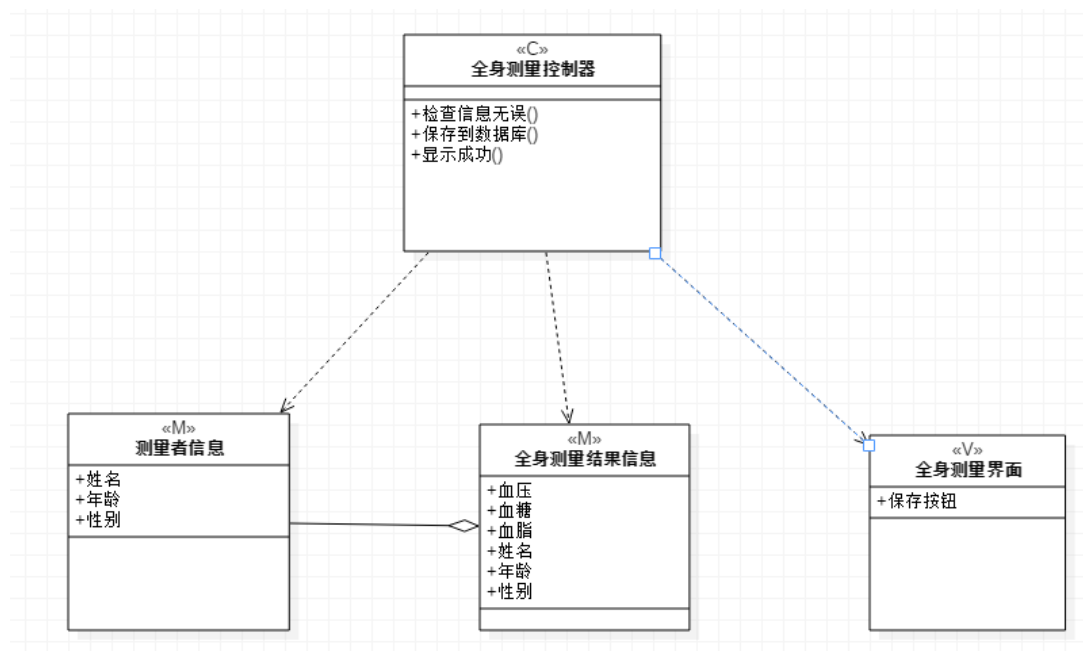 «C»
全身测量控制器
+检查信息无误()
+保存到数据库()
+显示成功()
«M»
测量者信息
+姓名
+年龄
+性别
«M»
全身测量结果信息
+血压
+血糖
+血脂
+姓名
+年龄
+性别
«V»
全身测量界面
+保存按钮